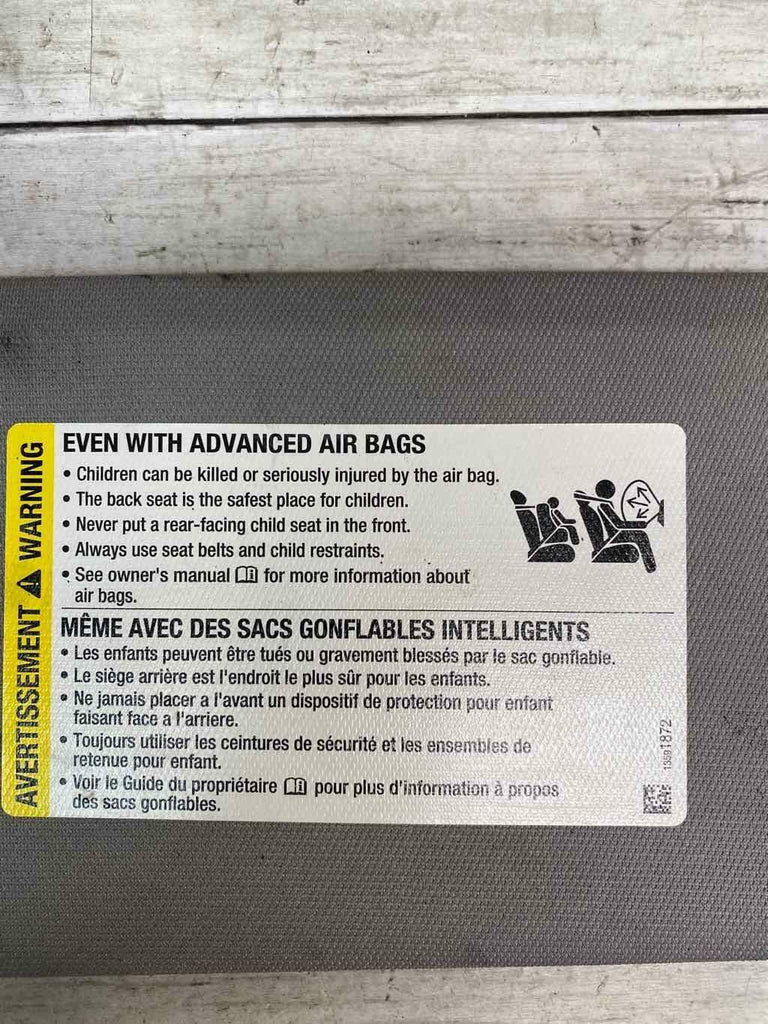 AVERTISSEMENT WARNING
EVEN WITH ADVANCED AIR BAGS
• Children can be killed or seriously injured by the air bag.
• The back seat is the safest place for children.
• Never put a rear-facing child seat in the front.
• Always use seat belts and child restraints.
• See owner's manual for more information about
air bags.
MÊME AVEC DES SACS GONFLABLES INTELLIGENTS
• Les enfants peuvent être tués ou gravement blessés par le sac gonflable.
• Le siège arrière est l'endroit le plus sûr pour les enfants.
• Ne jamais placer a l'avant un dispositif de protection pour enfant
faisant face a l'arriere.
• Toujours utiliser les ceintures de sécurité et les ensembles de
retenue pour enfant.
• Voir le Guide du propriétaire pour plus d'information à propos
des sacs gonflables.
13591872